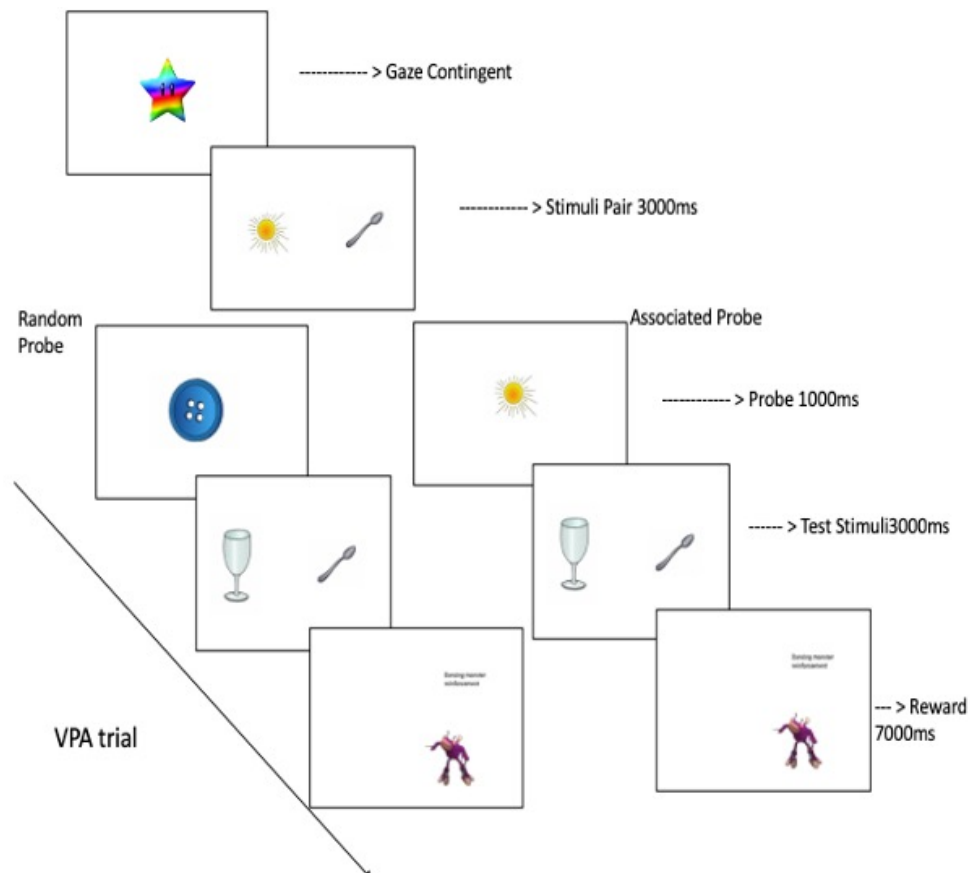 ------------ > Gaze Contingent
------------ > Stimuli Pair 3000ms
Random
Probe
Associated Probe
------------ > Probe 1000ms
------ > Test Stimuli3000ms
Dancing monster
reinforcement
Dancing monster
reinforcement
--- > Reward
7000ms
VPA trial